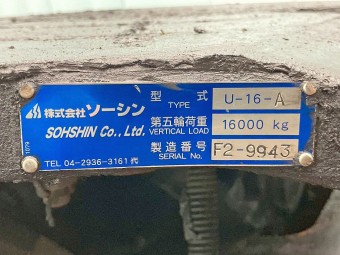 株式会社ソーシン
SOHSHIN Co., Ltd.
TEL 04-2936-3161 代
1079
型 式 U-16-A
TYPE
第五輪荷重 16000 kg
VERTICAL LOAD
製造番号 F2-9943
SERIAL No.